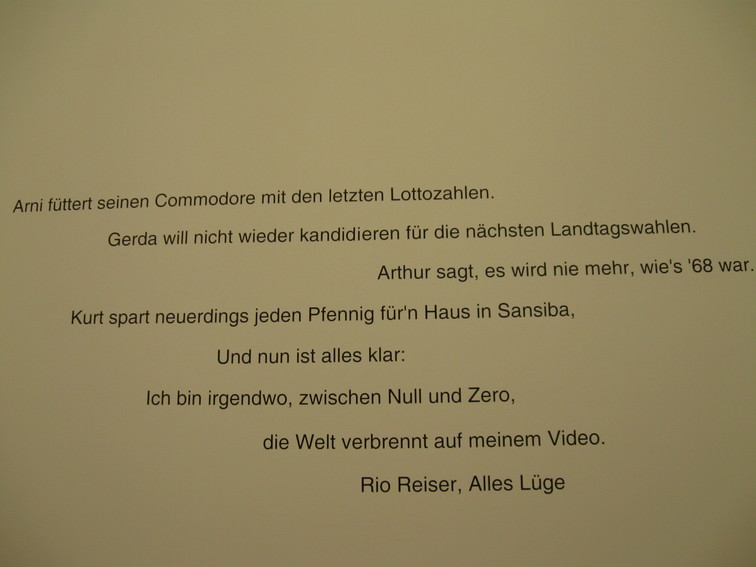 Arni füttert seinen Commodore mit den letzten Lottozahlen.
Gerda will nicht wieder kandidieren für die nächsten Landtagswahlen.
Arthur sagt, es wird nie mehr, wie's '68 war.
Kurt spart neuerdings jeden Pfennig für'n Haus in Sansiba,
Und nun ist alles klar:
Ich bin irgendwo, zwischen Null und Zero,
die Welt verbrennt auf meinem Video.
Rio Reiser, Alles Lüge